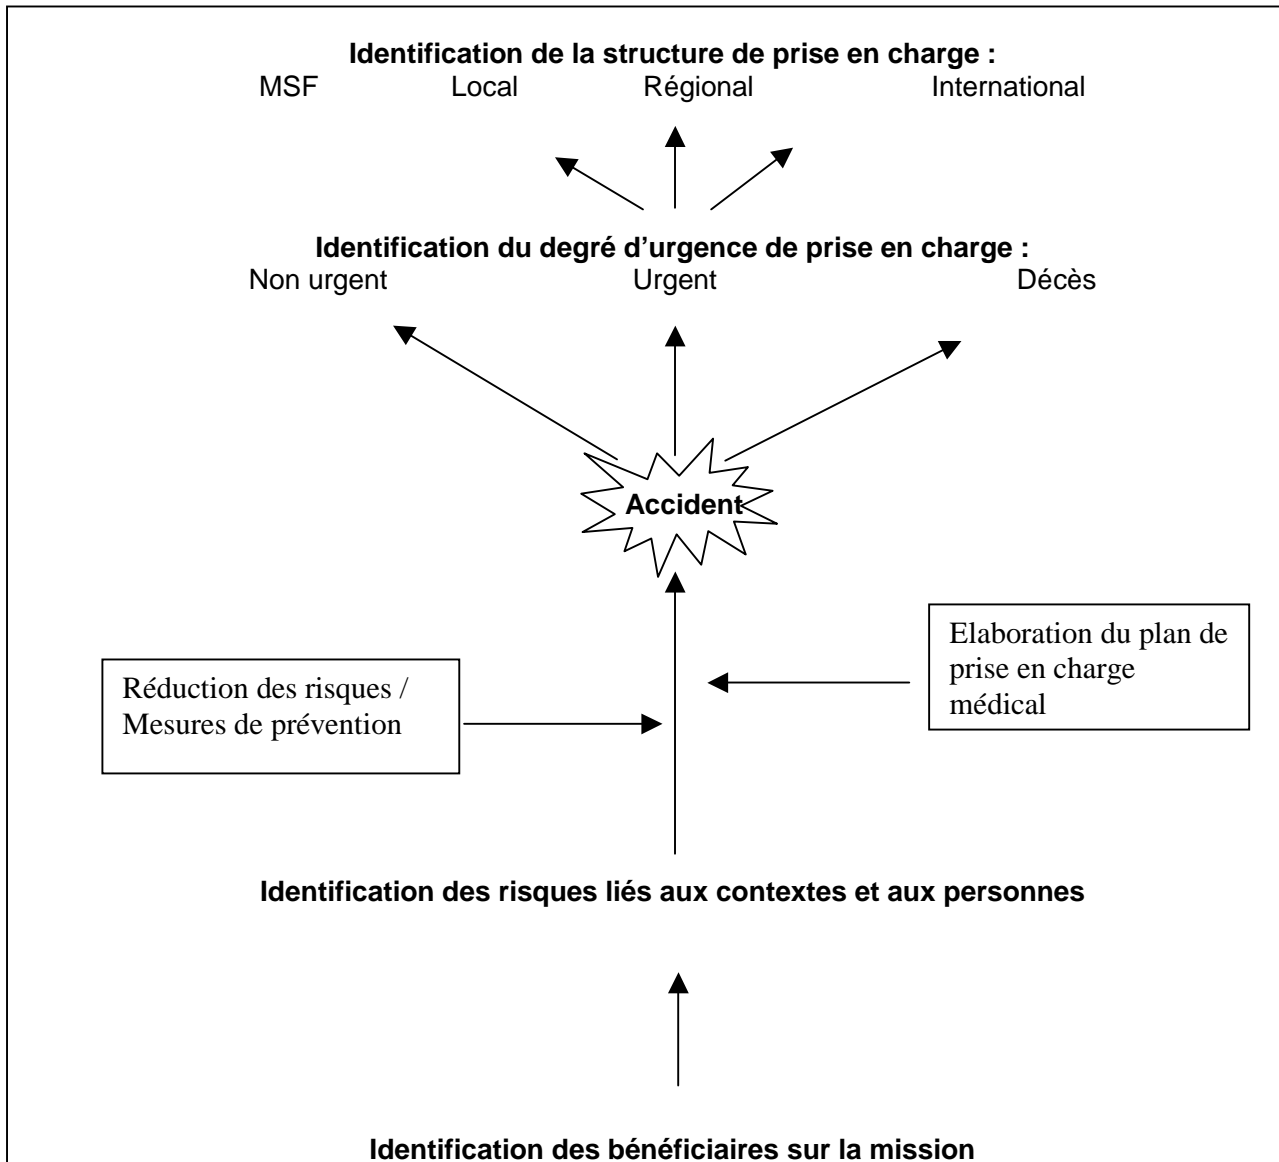 Identification de la structure de prise en charge :
MSF Local Régional International
Identification du degré d'urgence de prise en charge :
Non urgent Urgent Décès
Accident
Elaboration du plan de
prise en charge
médical
Réduction des risques /
Mesures de prévention
Identification des risques liés aux contextes et aux personnes
Identification des bénéficiaires sur la mission